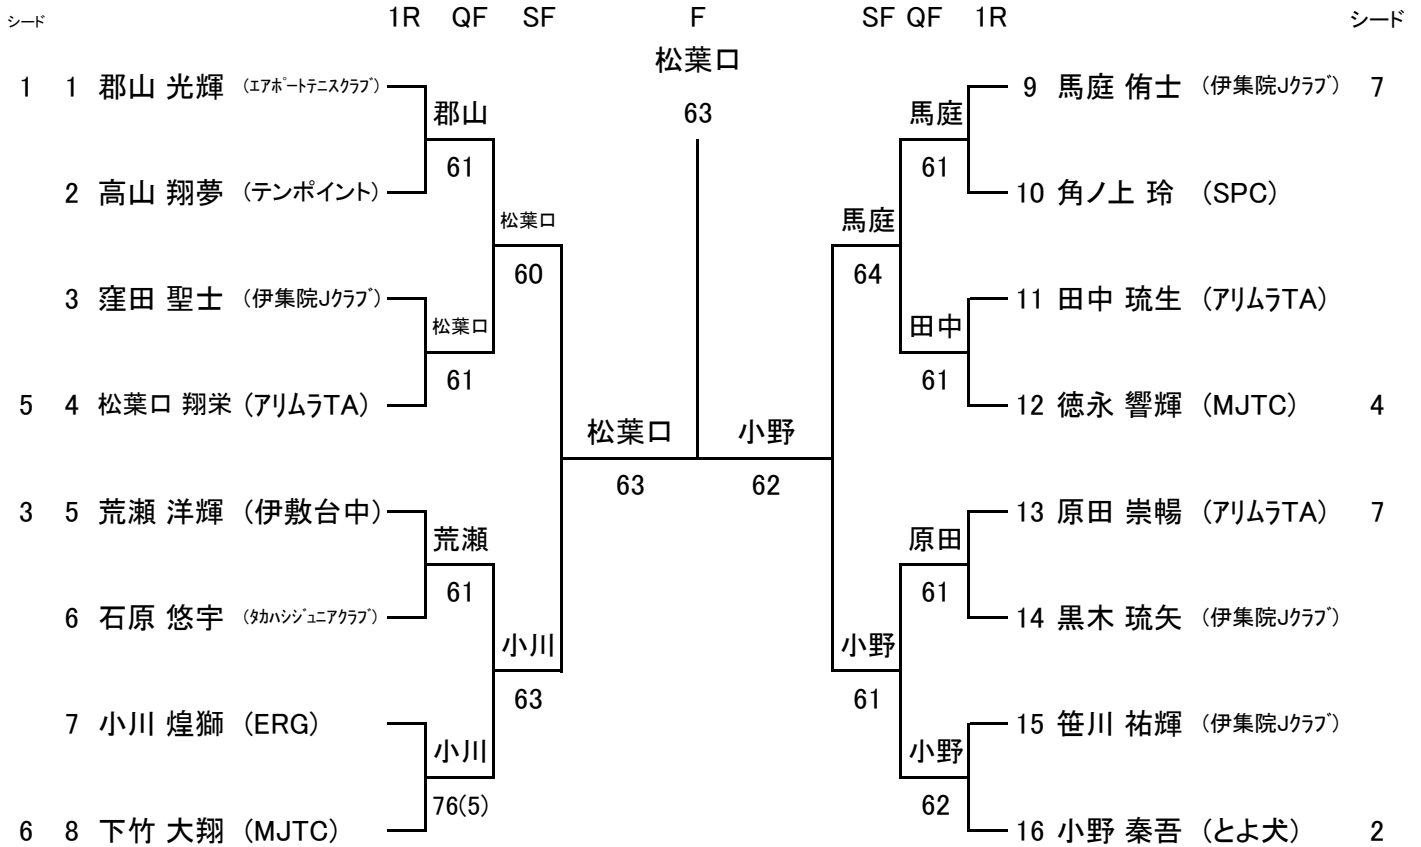 シード 1R QF SF F SF QF 1R シード
松葉口
1 1 郡山 光輝 (ｴｱﾎﾟｰﾄﾃﾆｽｸﾗﾌﾞ) 9 馬庭 侑士 (伊集院Jｸﾗﾌﾞ) 7
郡山 63 馬庭
61 61
2 高山 翔夢 (テンポイント) 10 角ノ上 玲 (SPC)
松葉口 馬庭
60 64
3 窪田 聖士 (伊集院Jｸﾗﾌﾞ) 11 田中 琉生 (ｱﾘﾑﾗTA)
松葉口 田中
61 61
5 4 松葉口 翔栄 (ｱﾘﾑﾗTA) 12 徳永 響輝 (MJTC) 4
松葉口 小野
63 62
3 5 荒瀬 洋輝 (伊敷台中) 13 原田 崇暢 (ｱﾘﾑﾗTA) 7
荒瀬 原田
61 61
6 石原 悠宇 (ﾀｶﾊｼｼﾞｭﾆｱｸﾗﾌﾞ) 14 黒木 琉矢 (伊集院Jｸﾗﾌﾞ)
小川 小野
63 61
7 小川 煌獅 (ERG) 15 笹川 祐輝 (伊集院Jｸﾗﾌﾞ)
小川 小野
76(5) 62
6 8 下竹 大翔 (MJTC) 16 小野 秦吾 (とよ犬) 2